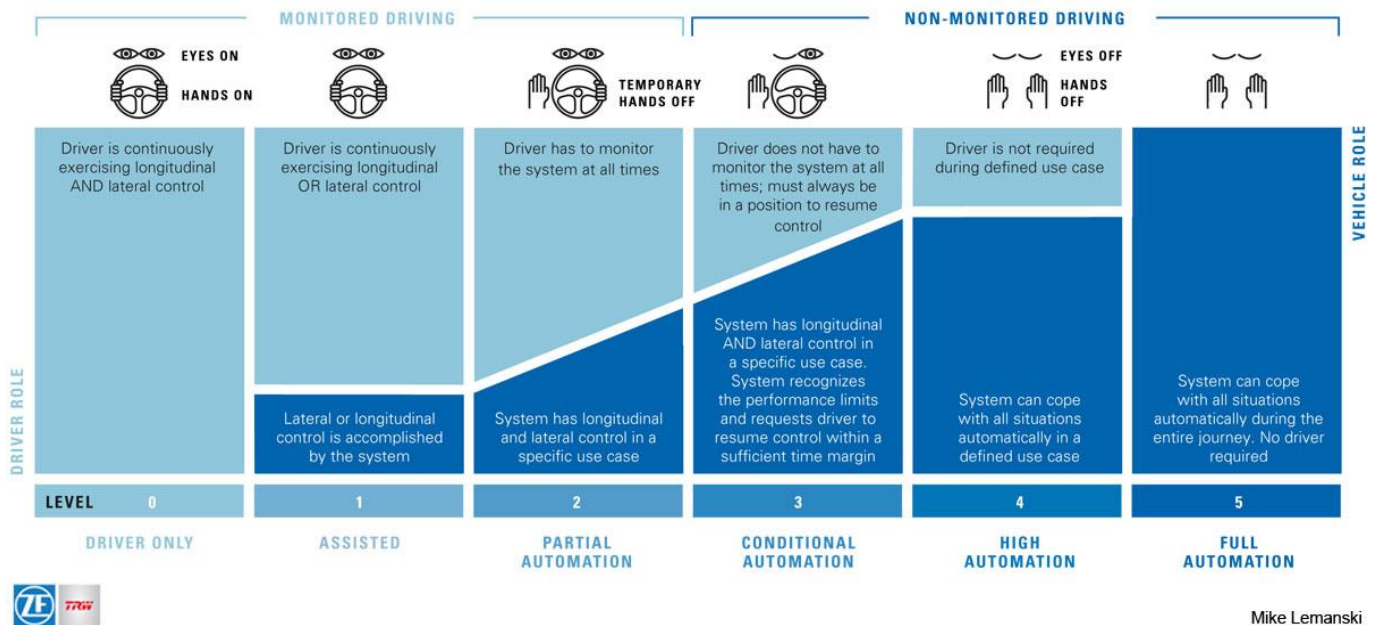 MONITORED DRIVING
NON-MONITORED DRIVING
EYES ON
HANDS ON
TEMPORARY
HANDS OFF
EYES OFF
HANDS
OFF
DRIVER ROLE
VEHICLE ROLE
Driver is continuously
exercising longitudinal
AND lateral control
Driver is continuously
exercising longitudinal
OR lateral control
Lateral or longitudinal
control is accomplished
by the system
Driver has to monitor
the system at all times
System has longitudinal
and lateral control in a
specific use case
Driver does not have to
monitor the system at all
times; must always be
in a position to resume
control
System has longitudinal
AND lateral control in
a specific use case.
System recognizes
the performance limits
and requests driver to
resume control within a
sufficient time margin
Driver is not required
during defined use case
System can cope
with all situations
automatically in a
defined use case
System can cope
with all situations
automatically during the
entire journey. No driver
required
LEVEL 0 1 2 3 4 5
DRIVER ONLY
ASSISTED
PARTIAL
AUTOMATION
CONDITIONAL
AUTOMATION
HIGH
AUTOMATION
FULL
AUTOMATION
ZF
TRW
Mike Lemanski